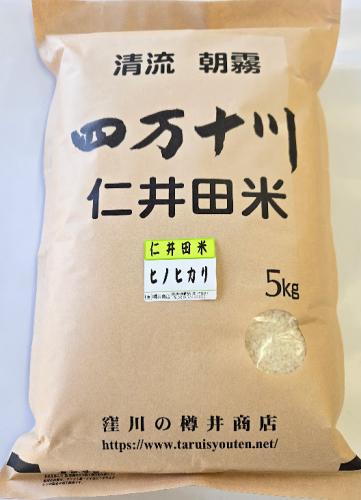 清流 朝霧
四万十川
仁井田米
仁井田米
ヒノヒカリ
5kg
窪川の樽井商店
https://www.taruisyouten.net/